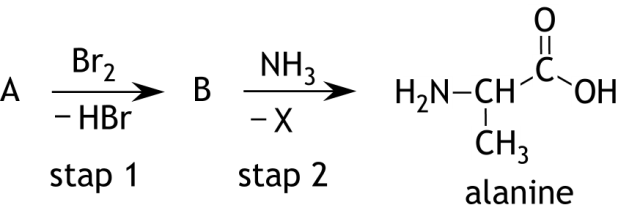 A Br₂ B NH₃ H₂N–CH C O OH
– HBr – X CH₃
stap 1 stap 2 alanine